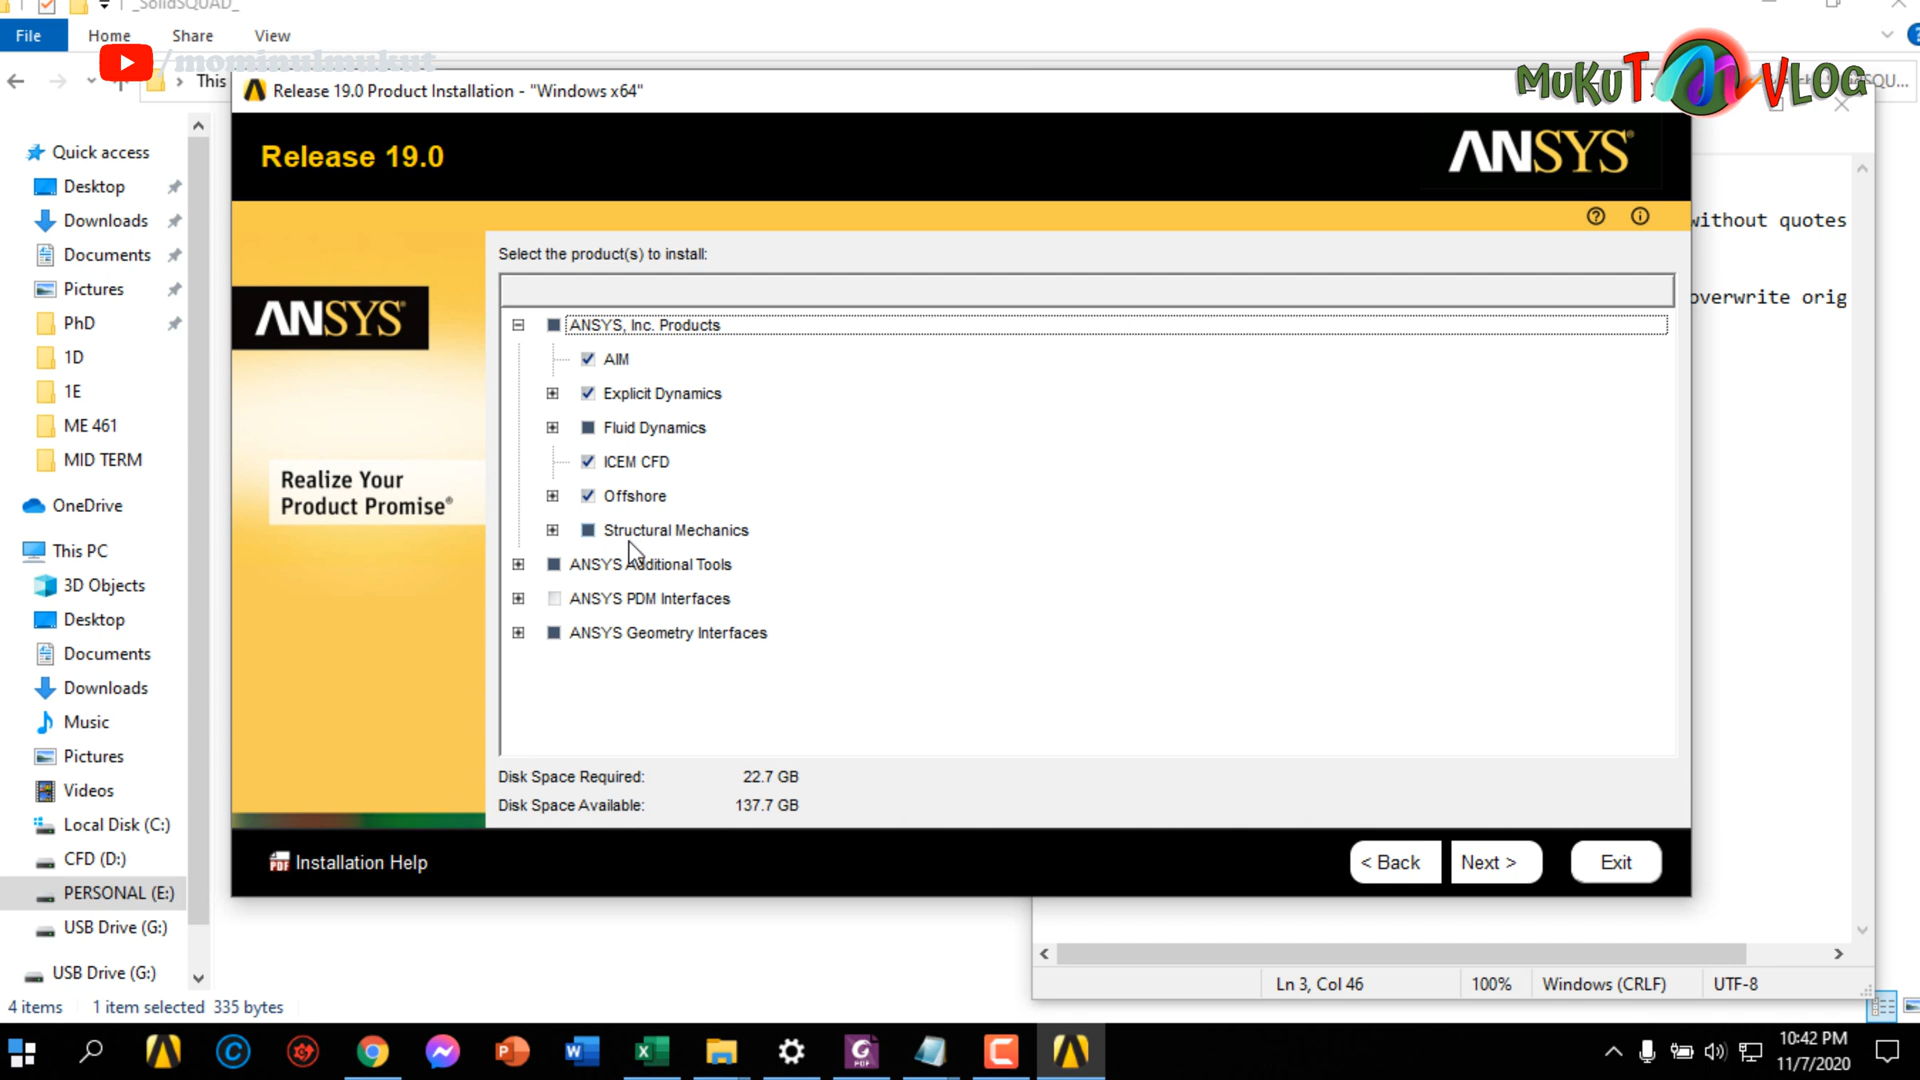 _SolidSQUAD_
File
Home
Share
View
/mominulmukut
MUKUT VLOG
This
Release 19.0 Product Installation - "Windows x64"
Release 19.0
ANSYS
Quick access
Desktop
Downloads
Documents
Pictures
PhD
1D
1E
ME 461
MID TERM
OneDrive
This PC
3D Objects
Desktop
Documents
Downloads
Music
Pictures
Videos
Local Disk (C:)
CFD (D:)
PERSONAL (E:)
USB Drive (G:)
USB Drive (G:)
4 items
1 item selected 335 bytes
ANSYS
Realize Your
Product Promise®
Select the product(s) to install:
ANSYS, Inc. Products
AIM
Explicit Dynamics
Fluid Dynamics
ICEM CFD
Offshore
Structural Mechanics
ANSYS Additional Tools
ANSYS PDM Interfaces
ANSYS Geometry Interfaces
Disk Space Required: 22.7 GB
Disk Space Available: 137.7 GB
Installation Help
< Back
Next >
Exit
without quotes
overwrite orig
Ln 3, Col 46
100%
Windows (CRLF)
UTF-8
10:42 PM
11/7/2020